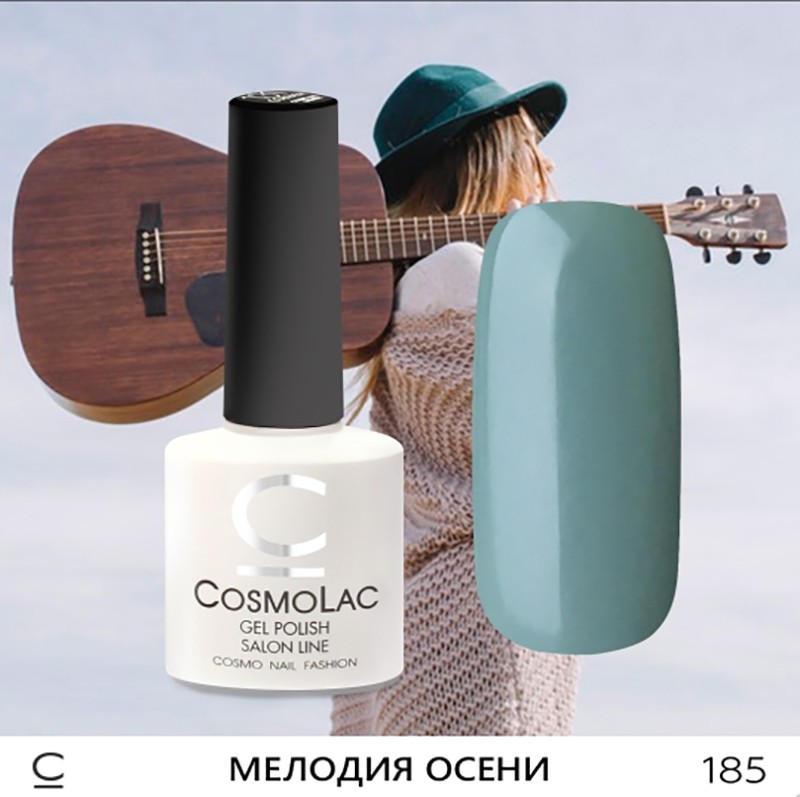 COSMOLAC
GEL POLISH
SALON LINE
COSMO NAIL FASHION
МЕЛОДИЯ ОСЕНИ 185